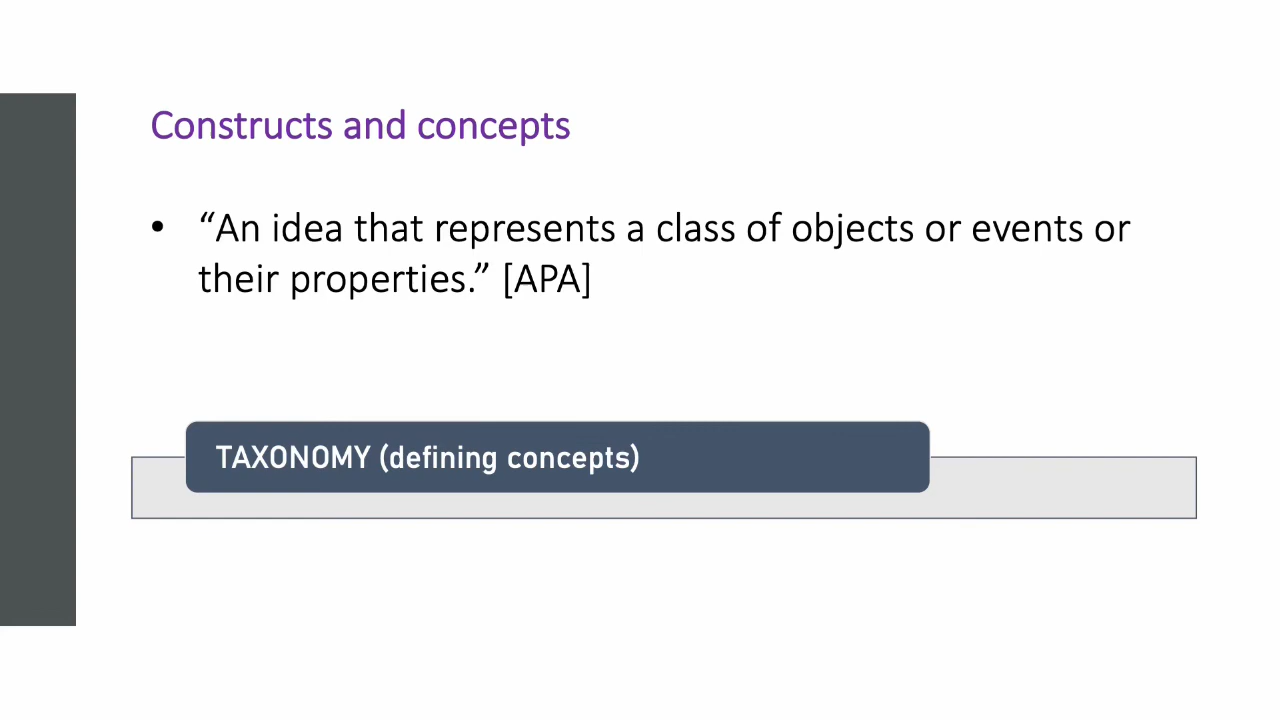 Constructs and concepts
• “An idea that represents a class of objects or events or
their properties.” [APA]
TAXONOMY (defining concepts)